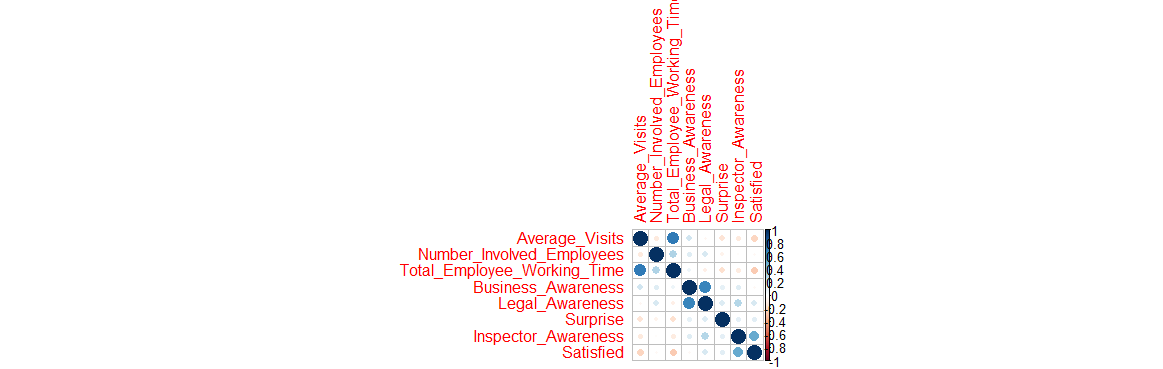 Average_Visits
Number_Involved_Employees
Total_Employee_Working_Time
Business_Awareness
Legal_Awareness
Surprise
Inspector_Awareness
Satisfied
Average_Visits
Number_Involved_Employees
Total_Employee_Working_Time
Business_Awareness
Legal_Awareness
Surprise
Inspector_Awareness
Satisfied
1
0.8
0.6
0.4
0.2
0
-0.2
-0.4
-0.6
-0.8
-1